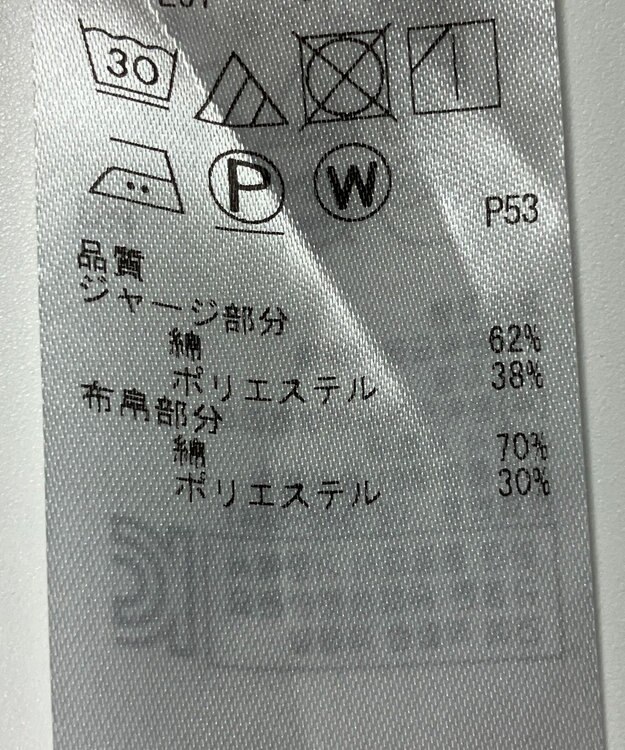 30
P W
P53
品質
ジャージ部分
綿 62%
ポリエステル 38%
布帛部分
綿 70%
ポリエステル 30%